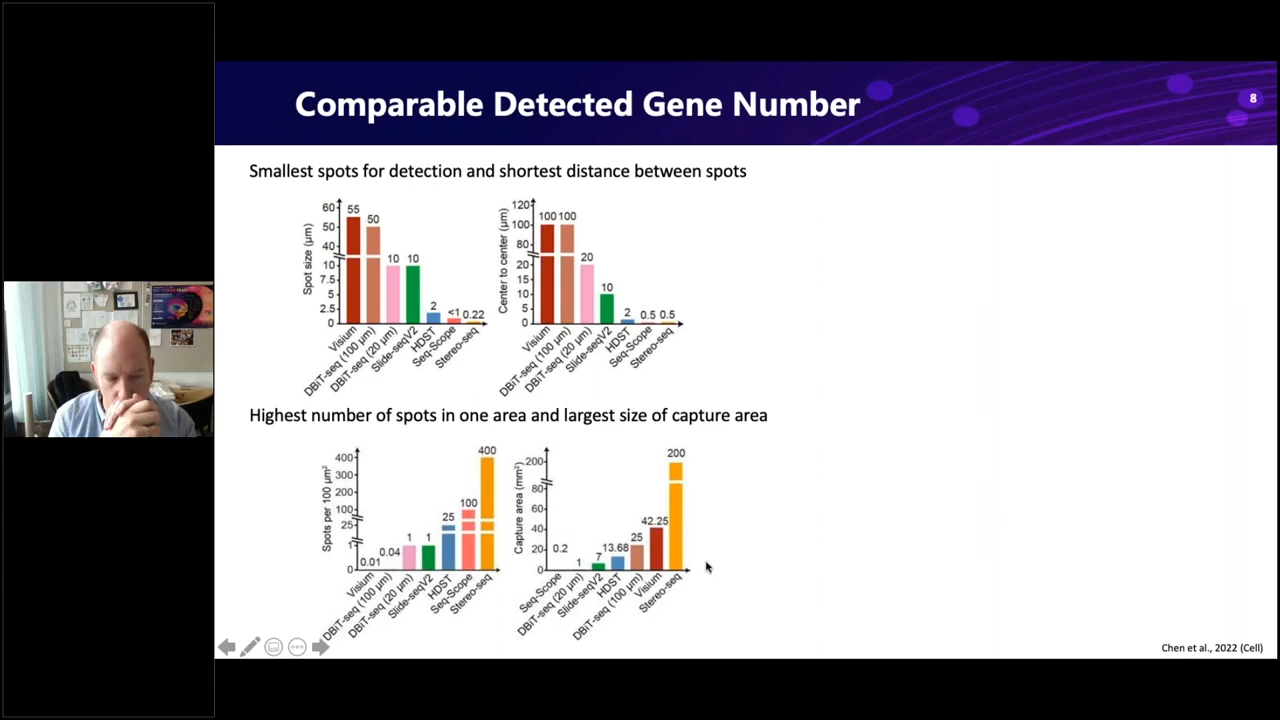 Comparable Detected Gene Number
8
Smallest spots for detection and shortest distance between spots
Spot size (µm)
60
50
40
10
7.5
5
2.5
0
55
50
10
10
2
<1
0.22
Visium
DBiT-seq (100 µm)
DBiT-seq (20 µm)
Slide-seqV2
HDST
Seq-Scope
Stereo-seq
Center to center (µm)
120
100
80
20
15
10
5
0
100
100
20
10
2
0.5
0.5
Visium
DBiT-seq (100 µm)
DBiT-seq (20 µm)
Slide-seqV2
HDST
Seq-Scope
Stereo-seq
Highest number of spots in one area and largest size of capture area
Spots per 100 µm²
400
300
200
100
25
1
0
0.01
0.04
1
1
25
100
400
Visium
DBiT-seq (100 µm)
DBiT-seq (20 µm)
Slide-seqV2
HDST
Seq-Scope
Stereo-seq
Capture area (mm²)
200
80
60
40
20
0
0.2
1
7
13.68
25
42.25
200
Seq-Scope
DBiT-seq (20 µm)
Slide-seqV2
HDST
DBiT-seq (100 µm)
Visium
Stereo-seq
Chen et al., 2022 (Cell)